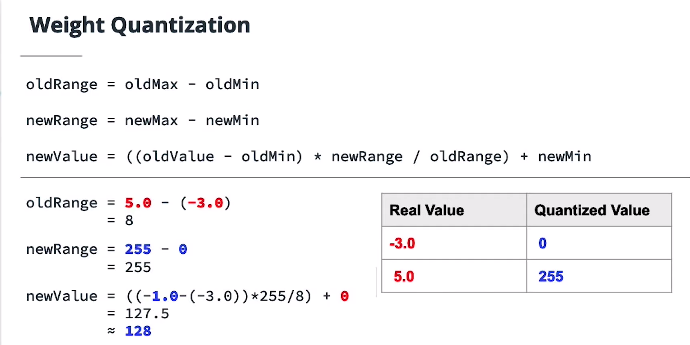 Weight Quantization
oldRange = oldMax - oldMin
newRange = newMax - newMin
newValue = ((oldValue - oldMin) * newRange / oldRange) + newMin
oldRange = 5.0 - (-3.0)
= 8
newRange = 255 - 0
= 255
newValue = ((-1.0-(-3.0))*255/8) + 0
= 127.5
≈ 128
Real Value Quantized Value
-3.0 0
5.0 255